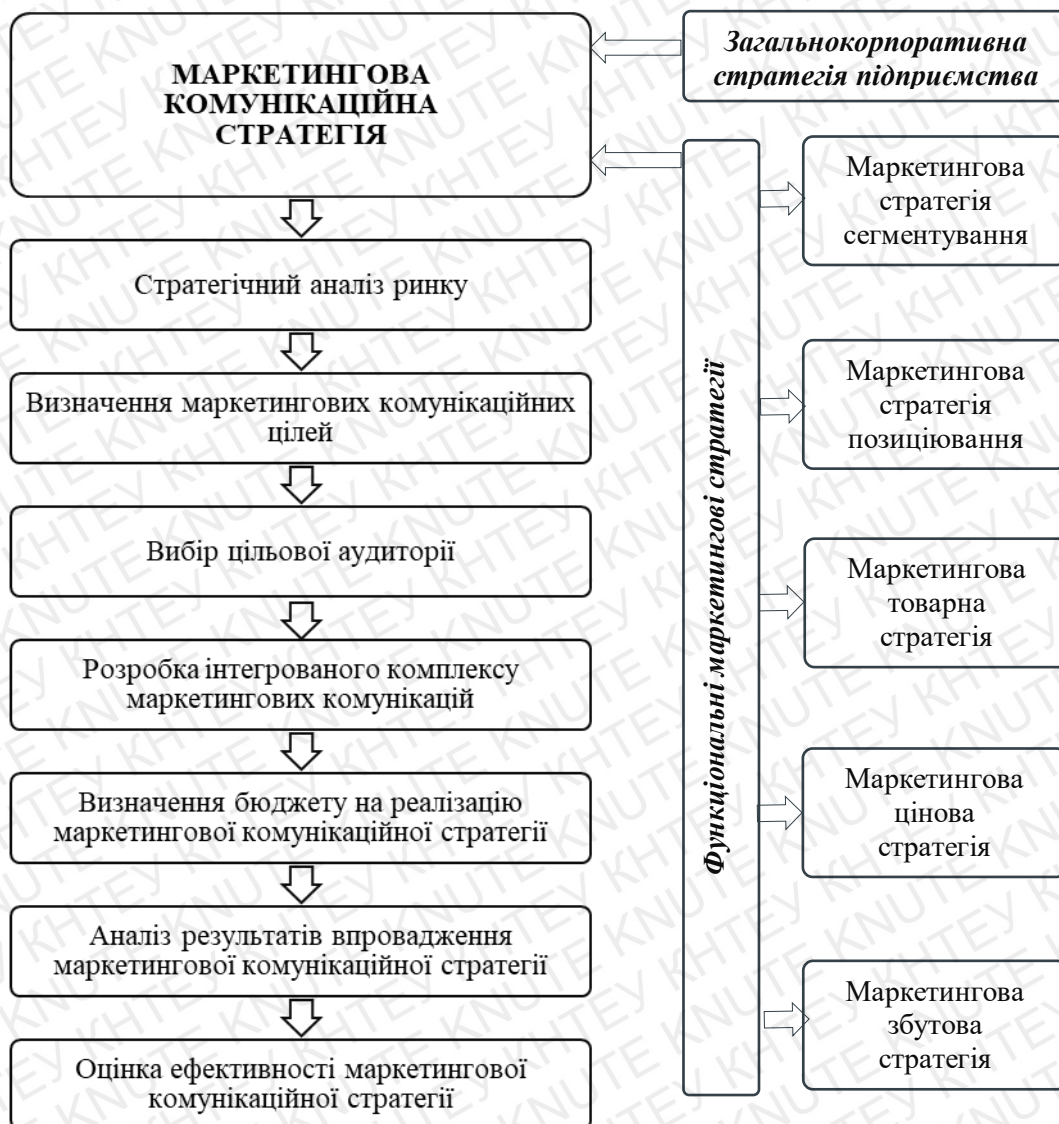 МАРКЕТИНГОВА
КОМУНІКАЦІЙНА
СТРАТЕГІЯ
Стратегічний аналіз ринку
Визначення маркетингових комунікаційних
цілей
Вибір цільової аудиторії
Розробка інтегрованого комплексу
маркетингових комунікацій
Визначення бюджету на реалізацію
маркетингової комунікаційної стратегії
Аналіз результатів впровадження
маркетингової комунікаційної стратегії
Оцінка ефективності маркетингової
комунікаційної стратегії
Загальнокорпоративна
стратегія підприємства
Функціональні маркетингові стратегії
Маркетингова
стратегія
сегментування
Маркетингова
стратегія
позиціювання
Маркетингова
товарна
стратегія
Маркетингова
цінова
стратегія
Маркетингова
збутова
стратегія